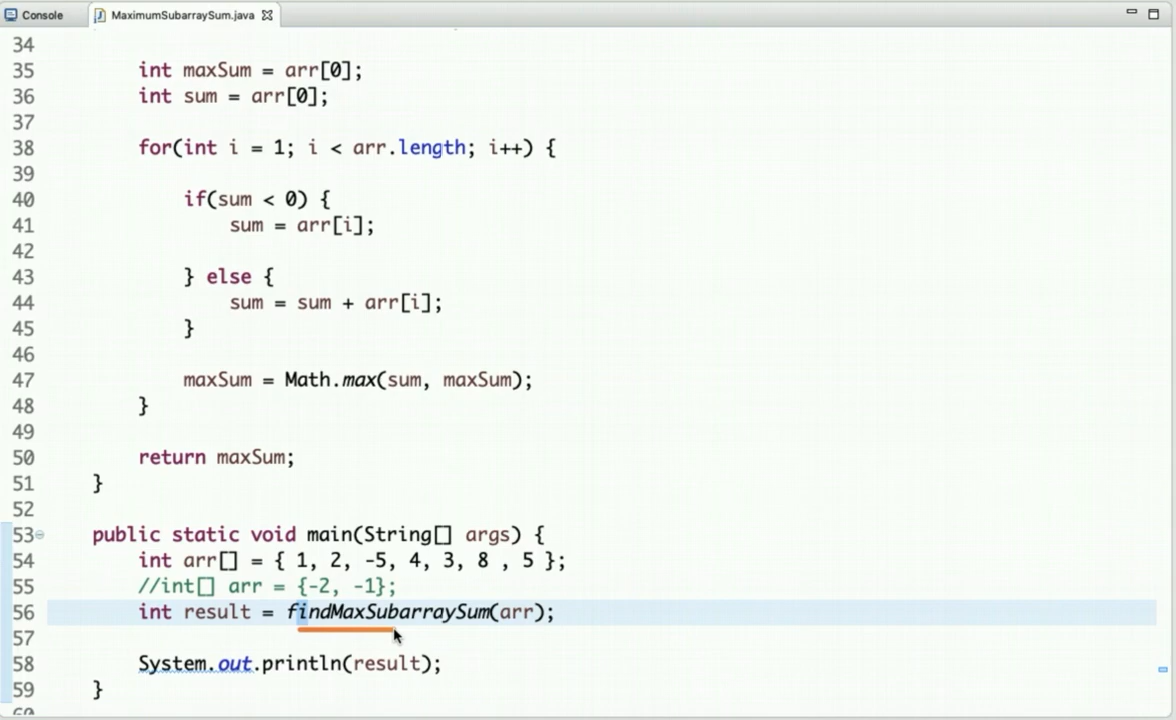 Console MaximumSubarraySum.java
34
35 int maxSum = arr[0];
36 int sum = arr[0];
37
38 for(int i = 1; i < arr.length; i++) {
39
40 if(sum < 0) {
41 sum = arr[i];
42
43 } else {
44 sum = sum + arr[i];
45 }
46
47 maxSum = Math.max(sum, maxSum);
48 }
49
50 return maxSum;
51 }
52
53 public static void main(String[] args) {
54 int arr[] = { 1, 2, -5, 4, 3, 8 , 5 };
55 //int[] arr = {-2, -1};
56 int result = findMaxSubarraySum(arr);
57
58 System.out.println(result);
59 }